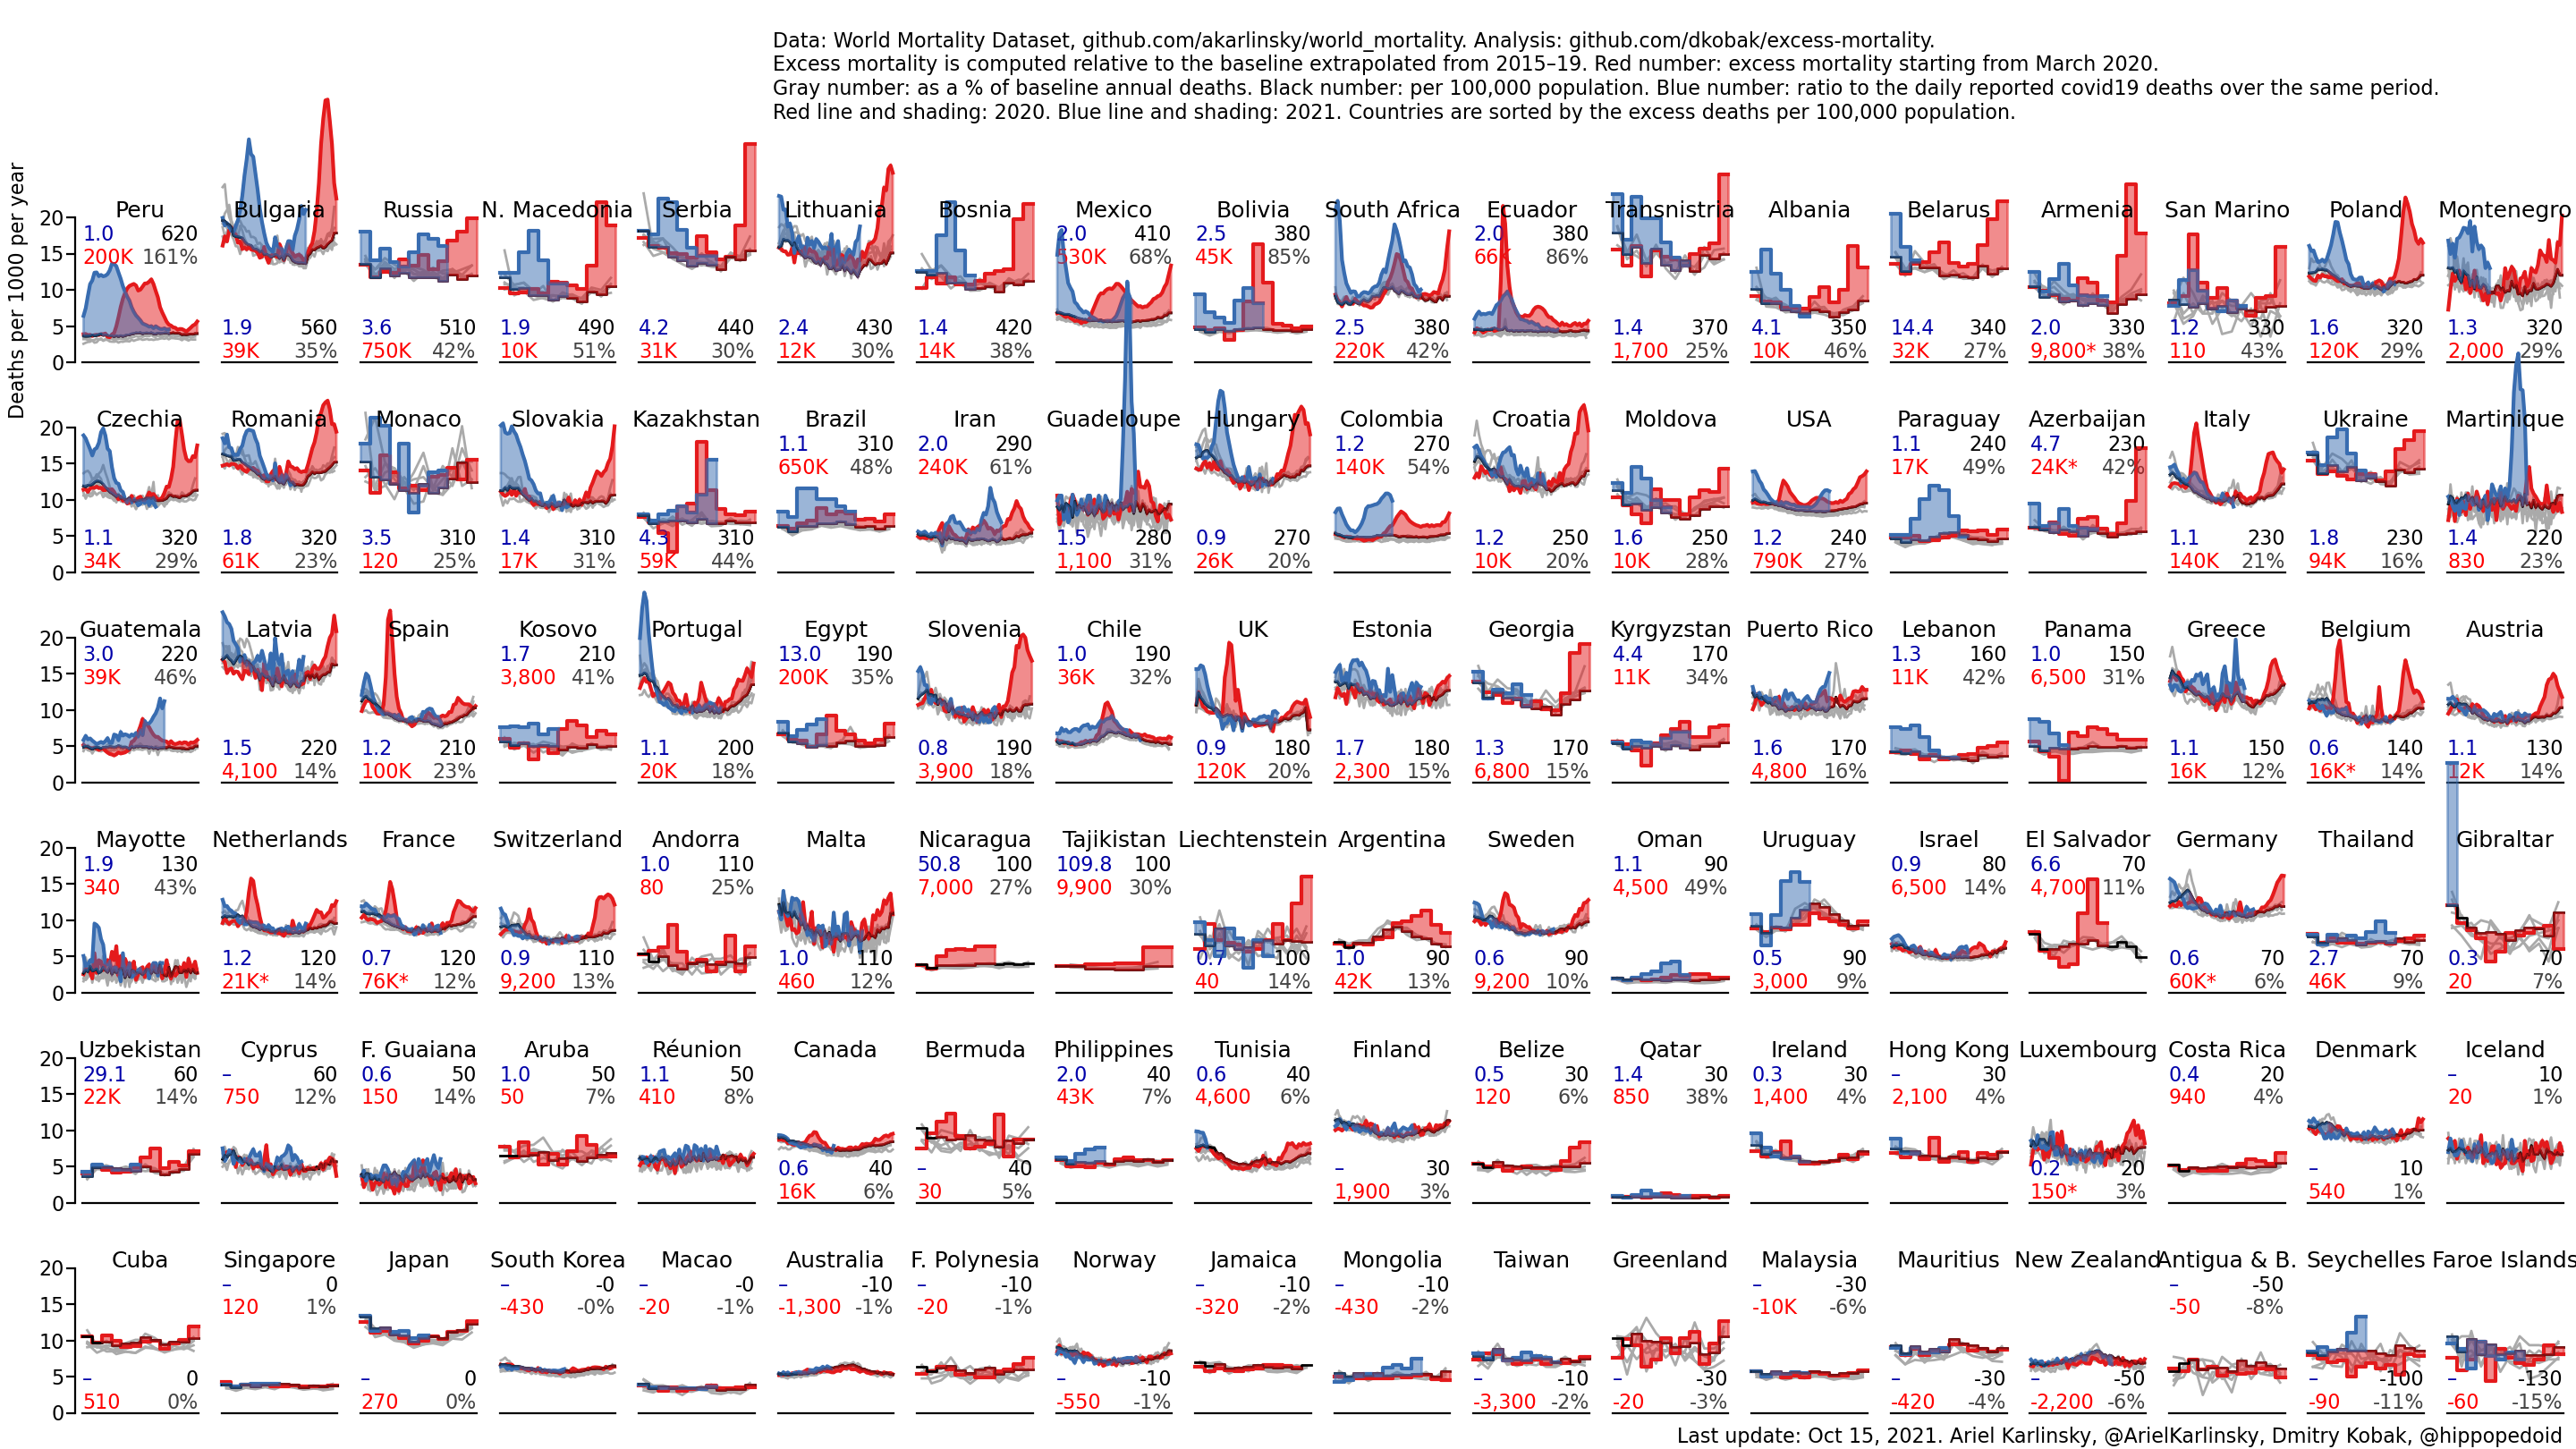 Data: World Mortality Dataset, github.com/akarlinsky/world_mortality. Analysis: github.com/dkobak/excess-mortality.
Excess mortality is computed relative to the baseline extrapolated from 2015–19. Red number: excess mortality starting from March 2020.
Gray number: as a % of baseline annual deaths. Black number: per 100,000 population. Blue number: ratio to the daily reported covid19 deaths over the same period.
Red line and shading: 2020. Blue line and shading: 2021. Countries are sorted by the excess deaths per 100,000 population.
Deaths per 1000 per year
Peru Bulgaria Russia N. Macedonia Serbia Lithuania Bosnia Mexico Bolivia South Africa Ecuador Transnistria Albania Belarus Armenia San Marino Poland Montenegro
20 1.0 620 2.0 410 2.5 380 2.0 380
200K 161% 530K 68% 45K 85% 66K 86%
15
10
5 1.9 560 3.6 510 1.9 490 4.2 440 2.4 430 1.4 420 2.5 380 1.4 370 4.1 350 14.4 340 2.0 330 1.2 330 1.6 320 1.3 320
0 39K 35% 750K 42% 10K 51% 31K 30% 12K 30% 14K 38% 220K 42% 1,700 25% 10K 46% 32K 27% 9,800* 38% 110 43% 120K 29% 2,000 29%
Czechia Romania Monaco Slovakia Kazakhstan Brazil Iran Guadeloupe Hungary Colombia Croatia Moldova USA Paraguay Azerbaijan Italy Ukraine Martinique
20 1.1 310 2.0 290 1.2 270 1.1 240 4.7 230
650K 48% 240K 61% 140K 54% 17K 49% 24K* 42%
15
10
5 1.1 320 1.8 320 3.5 310 1.4 310 4.3 310 1.5 280 0.9 270 1.2 250 1.6 250 1.2 240 1.1 230 1.8 230 1.4 220
0 34K 29% 61K 23% 120 25% 17K 31% 59K 44% 1,100 31% 26K 20% 10K 20% 10K 28% 790K 27% 140K 21% 94K 16% 830 23%
Guatemala Latvia Spain Kosovo Portugal Egypt Slovenia Chile UK Estonia Georgia Kyrgyzstan Puerto Rico Lebanon Panama Greece Belgium Austria
20 3.0 220 1.7 210 13.0 190 1.0 190 4.4 170 1.3 160 1.0 150
39K 46% 3,800 41% 200K 35% 36K 32% 11K 34% 11K 42% 6,500 31%
15
10
5 1.5 220 1.2 210 1.1 200 0.8 190 0.9 180 1.7 180 1.3 170 1.6 170 1.1 150 0.6 140 1.1 130
0 4,100 14% 100K 23% 20K 18% 3,900 18% 120K 20% 2,300 15% 6,800 15% 4,800 16% 16K 12% 16K* 14% 12K 14%
Mayotte Netherlands France Switzerland Andorra Malta Nicaragua Tajikistan Liechtenstein Argentina Sweden Oman Uruguay Israel El Salvador Germany Thailand Gibraltar
20 1.9 130 1.0 110 50.8 100 109.8 100 1.1 90 0.9 80 6.6 70
340 43% 80 25% 7,000 27% 9,900 30% 4,500 49% 6,500 14% 4,700 11%
15
10
5 1.2 120 0.7 120 0.9 110 1.0 110 0.7 100 1.0 90 0.6 90 0.5 90 0.6 70 2.7 70 0.3 70
0 21K* 14% 76K* 12% 9,200 13% 460 12% 40 14% 42K 13% 9,200 10% 3,000 9% 60K* 6% 46K 9% 20 7%
Uzbekistan Cyprus F. Guaiana Aruba Réunion Canada Bermuda Philippines Tunisia Finland Belize Qatar Ireland Hong Kong Luxembourg Costa Rica Denmark Iceland
20 29.1 60 – 60 0.6 50 1.0 50 1.1 50 2.0 40 0.6 40 0.5 30 1.4 30 0.3 30 – 30 0.4 20 – 10
22K 14% 750 12% 150 14% 50 7% 410 8% 43K 7% 4,600 6% 120 6% 850 38% 1,400 4% 2,100 4% 940 4% 20 1%
15
10
5 0.6 40 – 40 – 30 0.2 20 – 10
0 16K 6% 30 5% 1,900 3% 150* 3% 540 1%
Cuba Singapore Japan South Korea Macao Australia F. Polynesia Norway Jamaica Mongolia Taiwan Greenland Malaysia Mauritius New Zealand Antigua & B. Seychelles Faroe Islands
20 – 0 – -0 – -0 – -10 – -10 – -10 – -10 – -30 – -50
120 1% -430 -0% -20 -1% -1,300 -1% -20 -1% -320 -2% -430 -2% -10K -6% -50 -8%
15
10
5 – 0 – 0 – -10 – -10 – -30 – -30 – -50 – -100 – -130
0 510 0% 270 0% -550 -1% -3,300 -2% -20 -3% -420 -4% -2,200 -6% -90 -11% -60 -15%
Last update: Oct 15, 2021. Ariel Karlinsky, @ArielKarlinsky, Dmitry Kobak, @hippopedoid